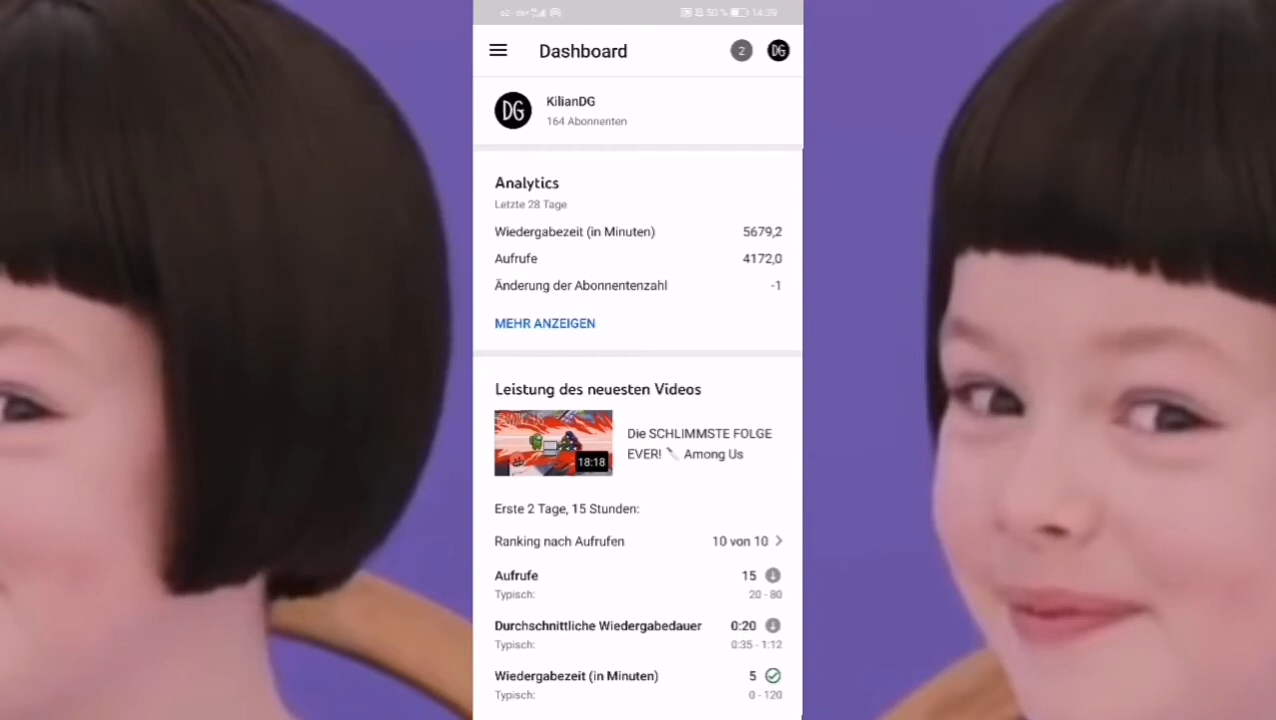 50 % 14:39
Dashboard
2
DG
DG
KilianDG
164 Abonnenten
Analytics
Letzte 28 Tage
Wiedergabezeit (in Minuten) 5679,2
Aufrufe 4172,0
Änderung der Abonnentenzahl -1
MEHR ANZEIGEN
Leistung des neuesten Videos
18:18
Die SCHLIMMSTE FOLGE
EVER! 🔪 Among Us
Erste 2 Tage, 15 Stunden:
Ranking nach Aufrufen 10 von 10
Aufrufe 15
Typisch: 20 - 80
Durchschnittliche Wiedergabedauer 0:20
Typisch: 0:35 - 1:12
Wiedergabezeit (in Minuten) 5
Typisch: 0 - 120